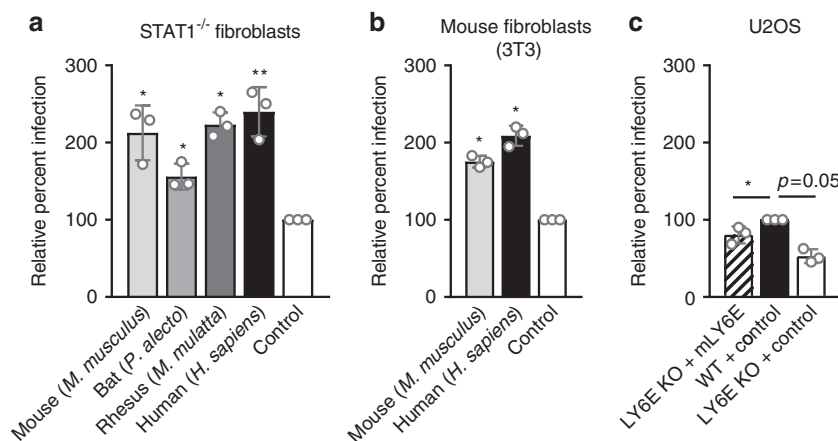 a
STAT1-/- fibroblasts
Relative percent infection
300
200
100
0
*
*
*
**
Mouse (M. musculus)
Bat (P. alecto)
Rhesus (M. mulatta)
Human (H. sapiens)
Control
b
Mouse fibroblasts
(3T3)
Relative percent infection
300
200
100
0
*
*
Mouse (M. musculus)
Human (H. sapiens)
Control
c
U2OS
Relative percent infection
300
200
100
0
*
p=0.05
LY6E KO + mLY6E
WT + control
LY6E KO + control